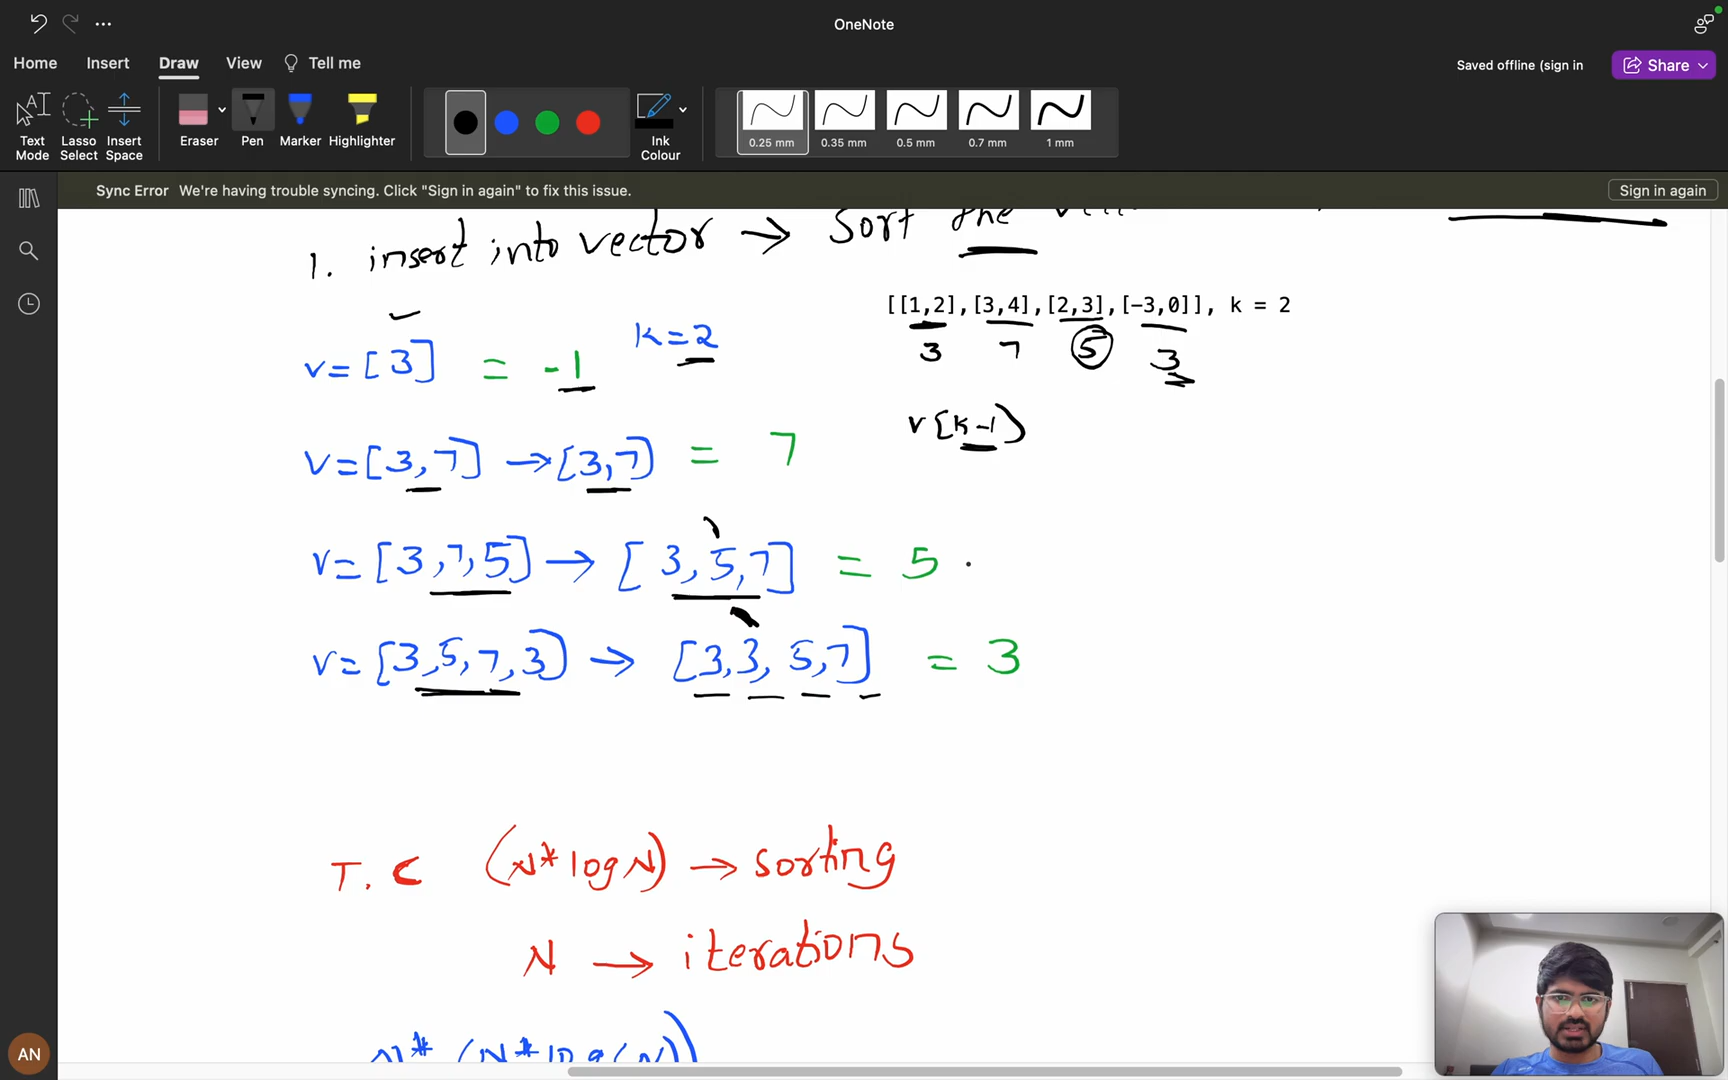 OneNote
Home Insert Draw View Tell me
Saved offline (sign in
Share
Text Mode
Lasso Select
Insert Space
Eraser
Pen
Marker
Highlighter
Ink Colour
0.25 mm
0.35 mm
0.5 mm
0.7 mm
1 mm
Sync Error We're having trouble syncing. Click "Sign in again" to fix this issue.
Sign in again
1. insert into vector → Sort the
[[1,2],[3,4],[2,3],[-3,0]], k = 2
3 7 5 3
v=[3] = -1
k=2
v[k-1)
v=[3,7] → [3,7] = 7
v=[3,7,5] → [3,5,7] = 5
v=[3,5,7,3] → [3,3,5,7] = 3
T.C (N*logN) → sorting
N → iterations
N* (N*log(N))
AN